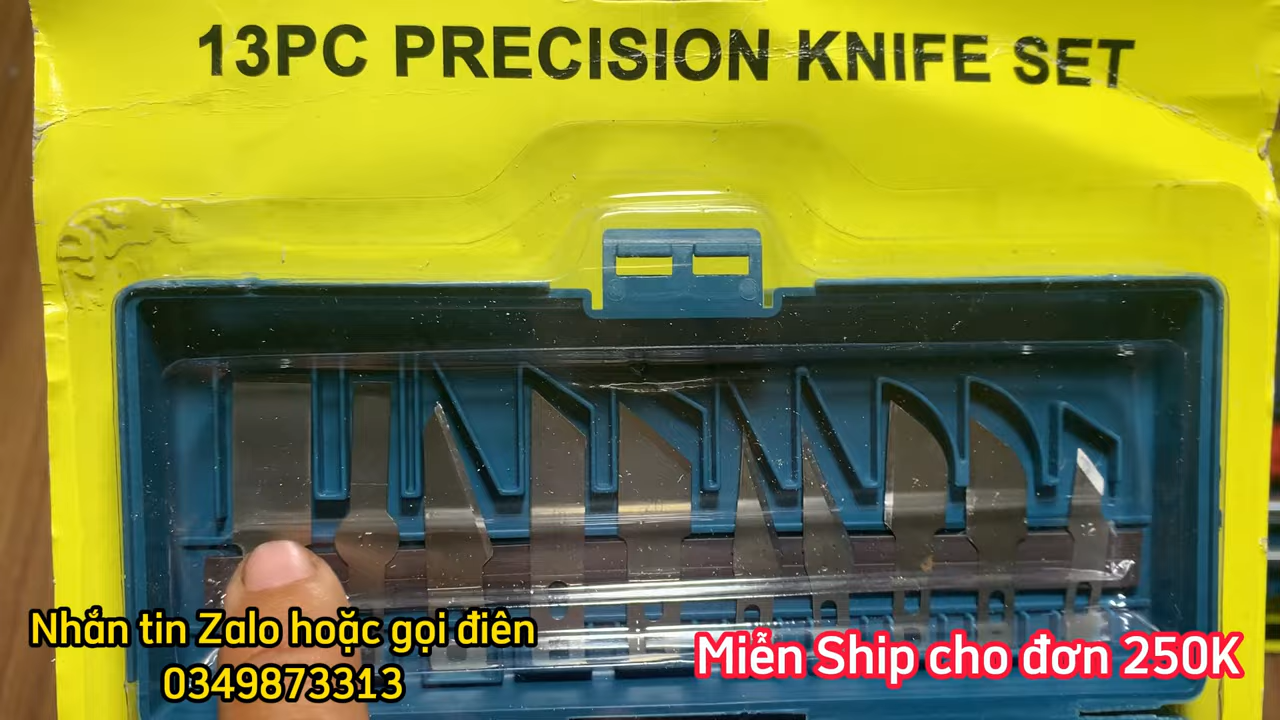 13PC PRECISION KNIFE SET
Nhắn tin Zalo hoặc gọi điên
0349873313
Miễn Ship cho đơn 250K